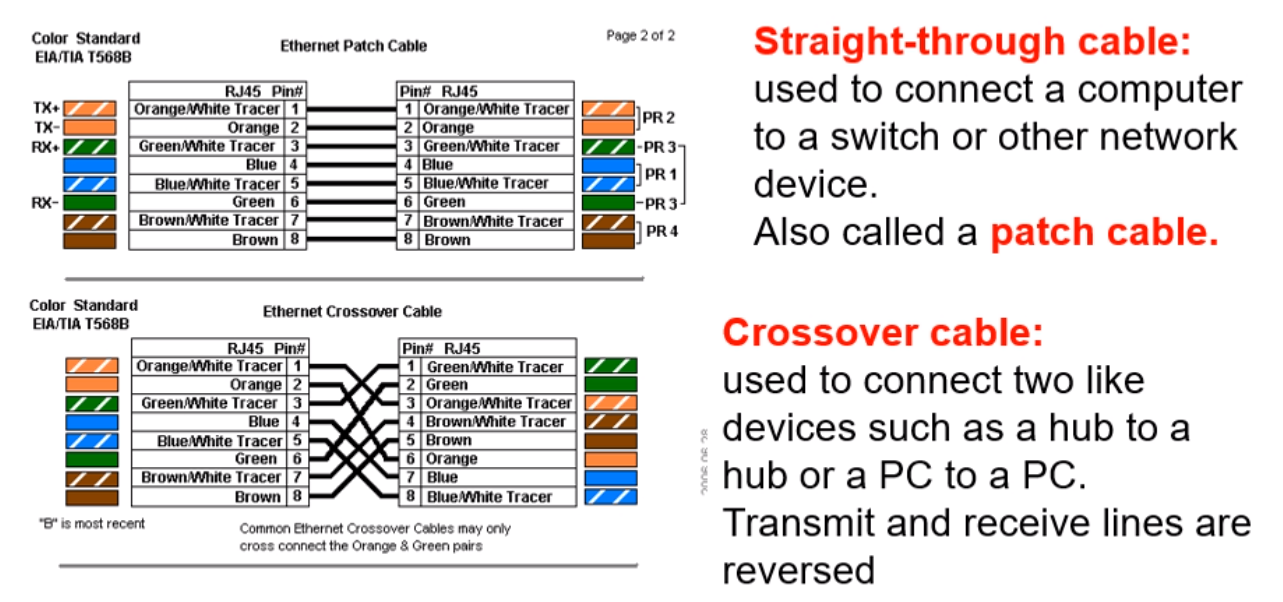 Color Standard
EIA/TIA T568B
Ethernet Patch Cable
Page 2 of 2
RJ45 Pin#
Pin# RJ45
TX+ Orange/White Tracer 1 1 Orange/White Tracer
TX- Orange 2 2 Orange
PR 2
RX+ Green/White Tracer 3 3 Green/White Tracer PR 3
Blue 4 4 Blue
Blue/White Tracer 5 5 Blue/White Tracer
PR 1
RX- Green 6 6 Green PR 3
Brown/White Tracer 7 7 Brown/White Tracer
Brown 8 8 Brown
PR 4
Straight-through cable:
used to connect a computer
to a switch or other network
device.
Also called a patch cable.
Color Standard
EIA/TIA T568B
Ethernet Crossover Cable
RJ45 Pin#
Pin# RJ45
Orange/White Tracer 1 1 Green/White Tracer
Orange 2 2 Green
Green/White Tracer 3 3 Orange/White Tracer
Blue 4 4 Brown/White Tracer
Blue/White Tracer 5 5 Brown
Green 6 6 Orange
Brown/White Tracer 7 7 Blue
Brown 8 8 Blue/White Tracer
"B" is most recent
Common Ethernet Crossover Cables may only
cross connect the Orange & Green pairs
Crossover cable:
used to connect two like
devices such as a hub to a
hub or a PC to a PC.
Transmit and receive lines are
reversed